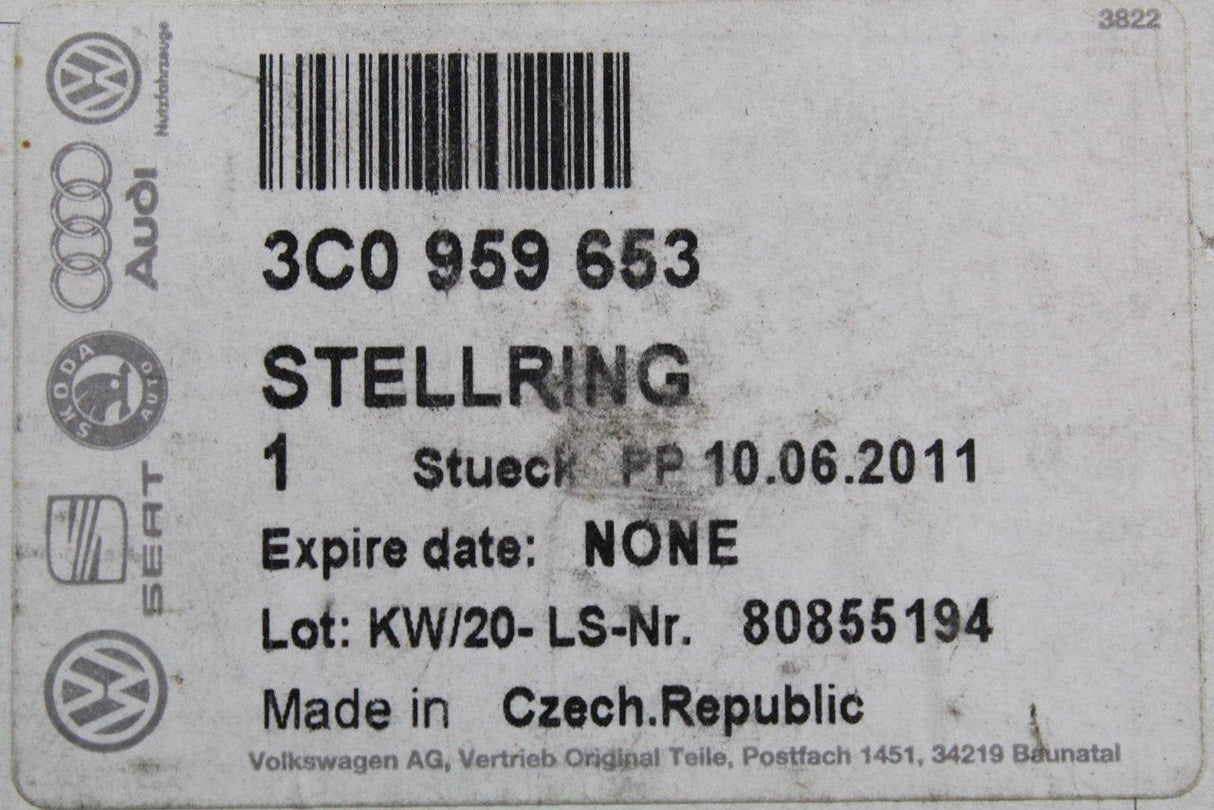 3822
Nutzfahrzeuge
Audi
SKODA AUTO
SEAT
3C0 959 653
STELLRING
1 Stueck PP 10.06.2011
Expire date: NONE
Lot: KW/20- LS-Nr. 80855194
Made in Czech.Republic
Volkswagen AG, Vertrieb Original Teile, Postfach 1451, 34219 Baunatal